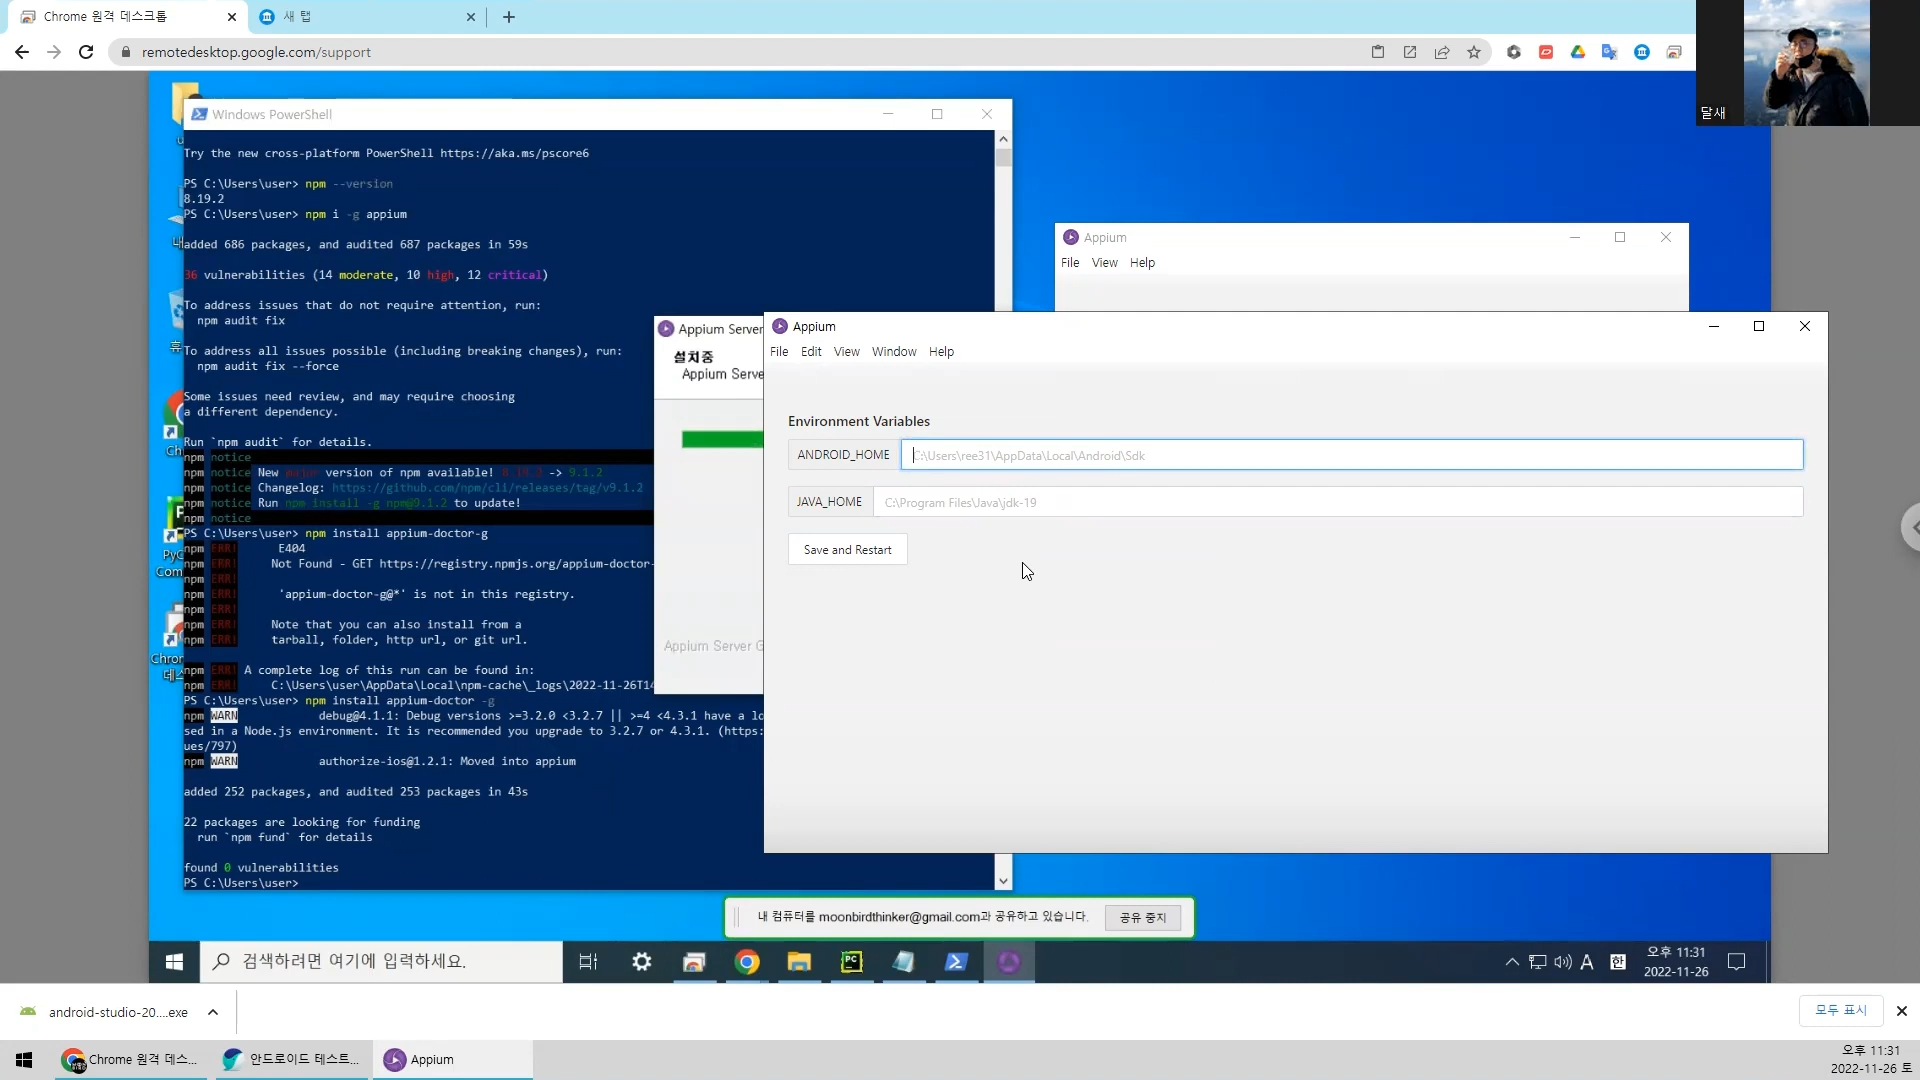 Chrome 원격 데스크톱
새 탭
remotedesktop.google.com/support
달새
Windows PowerShell
Try the new cross-platform PowerShell https://aka.ms/pscore6
PS C:\Users\user> npm --version
8.19.2
PS C:\Users\user> npm i -g appium
added 686 packages, and audited 687 packages in 59s
36 vulnerabilities (14 moderate, 10 high, 12 critical)
To address issues that do not require attention, run:
npm audit fix
To address all issues possible (including breaking changes), run:
npm audit fix --force
Some issues need review, and may require choosing
a different dependency.
Run `npm audit` for details.
npm notice
npm notice New major version of npm available! 8.19.2 -> 9.1.2
npm notice Changelog: https://github.com/npm/cli/releases/tag/v9.1.2
npm notice Run npm install -g npm@9.1.2 to update!
npm notice
PS C:\Users\user> npm install appium-doctor-g
npm ERR! E404
npm ERR! Not Found - GET https://registry.npmjs.org/appium-doctor-
npm ERR!
npm ERR! 'appium-doctor-g@*' is not in this registry.
npm ERR!
npm ERR! Note that you can also install from a
npm ERR! tarball, folder, http url, or git url.
npm ERR! A complete log of this run can be found in:
npm ERR! C:\Users\user\AppData\Local\npm-cache\_logs\2022-11-26T14
PS C:\Users\user> npm install appium-doctor -g
npm WARN debug@4.1.1: Debug versions >=3.2.0 <3.2.7 || >=4 <4.3.1 have a lo
sed in a Node.js environment. It is recommended you upgrade to 3.2.7 or 4.3.1. (https:
ues/797)
npm WARN authorize-ios@1.2.1: Moved into appium
added 252 packages, and audited 253 packages in 43s
22 packages are looking for funding
run `npm fund` for details
found 0 vulnerabilities
PS C:\Users\user>
Appium
File View Help
Appium Server
설치중
Appium Serve
Appium Server G
Appium
File Edit View Window Help
Environment Variables
ANDROID_HOME C:\Users\ree31\AppData\Local\Android\Sdk
JAVA_HOME C:\Program Files\Java\jdk-19
Save and Restart
내 컴퓨터를 moonbirdthinker@gmail.com과 공유하고 있습니다.
공유 중지
검색하려면 여기에 입력하세요.
PC
A
한
오후 11:31
2022-11-26
android-studio-20....exe
모두 표시
Chrome 원격 데스...
안드로이드 테스트...
Appium
오후 11:31
2022-11-26 토